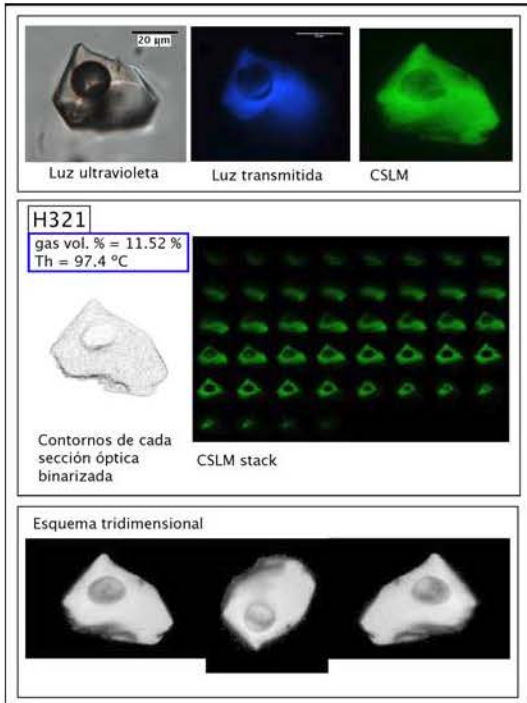 20 µm
Luz ultravioleta
Luz transmitida
CSLM
H321
gas vol. % = 11.52 %
Th = 97.4 ºC
Contornos de cada
sección óptica
binarizada
CSLM stack
Esquema tridimensional